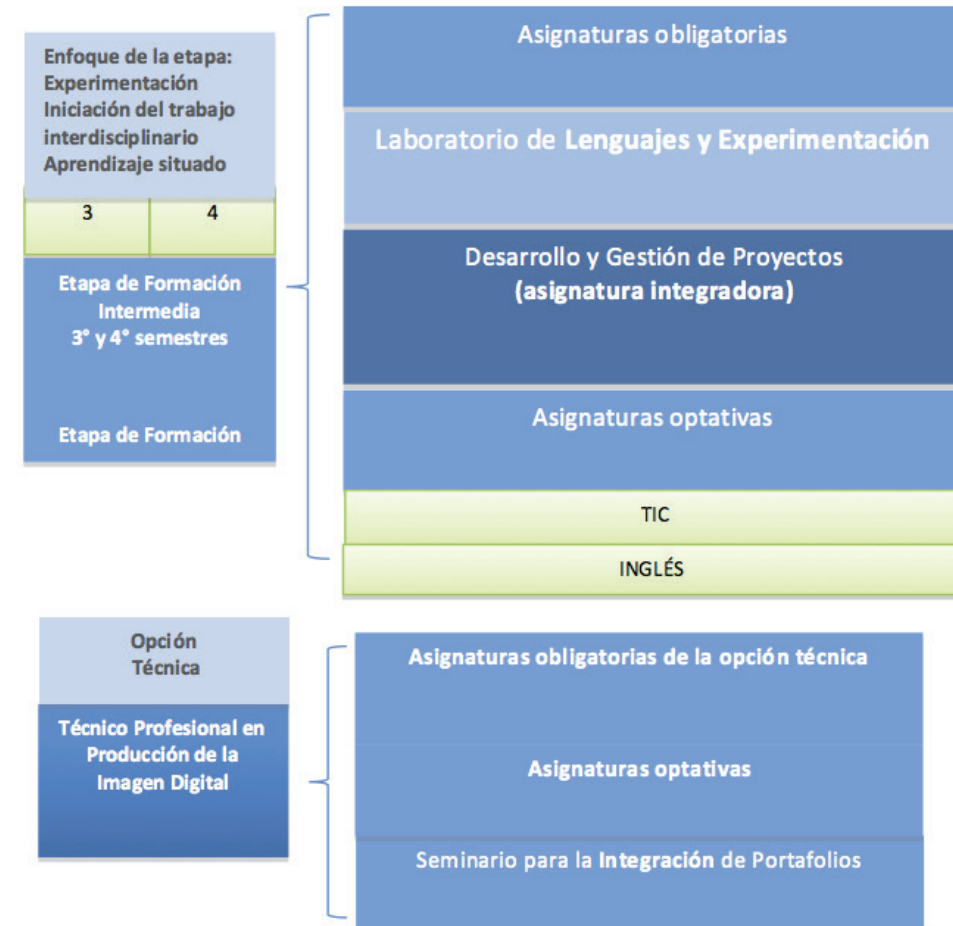 Enfoque de la etapa:
Experimentación
Iniciación del trabajo
interdisciplinario
Aprendizaje situado
3 4
Etapa de Formación
Intermedia
3° y 4° semestres
Etapa de Formación
Asignaturas obligatorias
Laboratorio de Lenguajes y Experimentación
Desarrollo y Gestión de Proyectos
(asignatura integradora)
Asignaturas optativas
TIC
INGLÉS
Opción
Técnica
Técnico Profesional en
Producción de la
Imagen Digital
Asignaturas obligatorias de la opción técnica
Asignaturas optativas
Seminario para la Integración de Portafolios